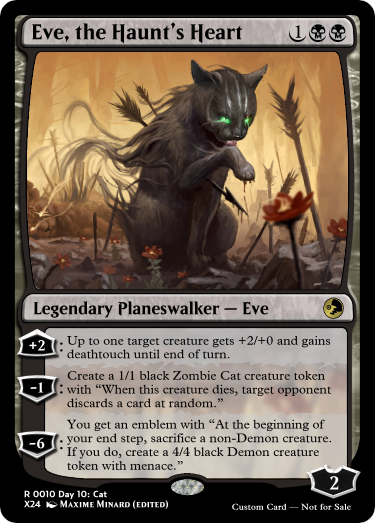 Eve, the Haunt's Heart 1
Legendary Planeswalker — Eve
+2 : Up to one target creature gets +2/+0 and gains
deathtouch until end of turn.
-1 : Create a 1/1 black Zombie Cat creature token
with “When this creature dies, target opponent
discards a card at random.”
-6 : You get an emblem with “At the beginning of
your end step, sacrifice a non-Demon creature.
If you do, create a 4/4 black Demon creature
token with menace.”
2
R 0010 Day 10: Cat
X24 Maxime Minard (edited)
Custom Card — Not for Sale